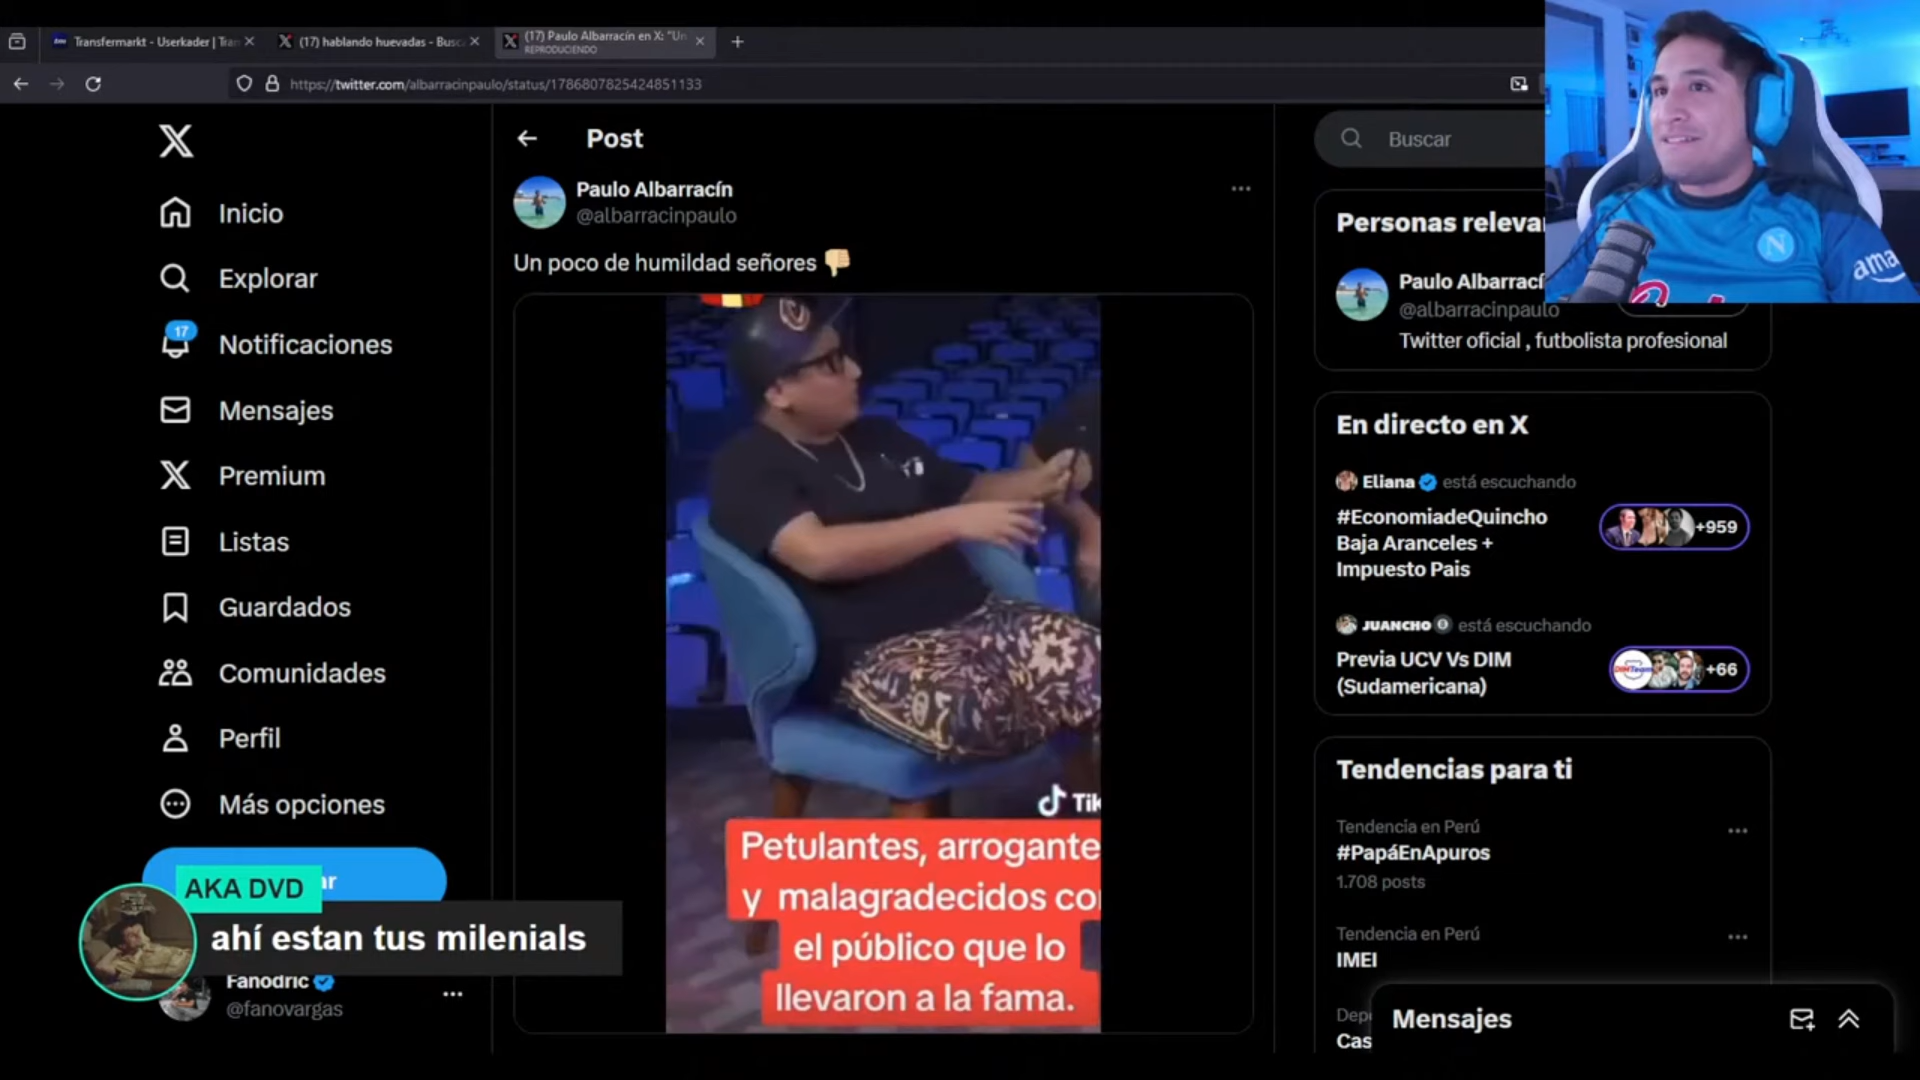 Transfermarkt - Userkader | Tran
(17) hablando huevadas - Busc
(17) Paulo Albarracín en X: "Un
REPRODUCIENDO
https://twitter.com/albarracinpaulo/status/1786807825424851133
Inicio
Explorar
17
Notificaciones
Mensajes
Premium
Listas
Guardados
Comunidades
Perfil
Más opciones
ar
AKA DVD
ahí estan tus milenials
Fanodric
@fanovargas
Post
Paulo Albarracín
@albarracinpaulo
Un poco de humildad señores
Tik
Petulantes, arrogante
y malagradecidos co
el público que lo
llevaron a la fama.
Buscar
Personas releva
Paulo Albarrací
@albarracinpaulo
Twitter oficial , futbolista profesional
En directo en X
Eliana está escuchando
#EconomiadeQuincho
Baja Aranceles +
Impuesto Pais
+959
JUANCHO está escuchando
Previa UCV Vs DIM
(Sudamericana)
+66
Tendencias para ti
Tendencia en Perú
#PapáEnApuros
1.708 posts
Tendencia en Perú
IMEI
Depo
Cas
Mensajes
N
ama